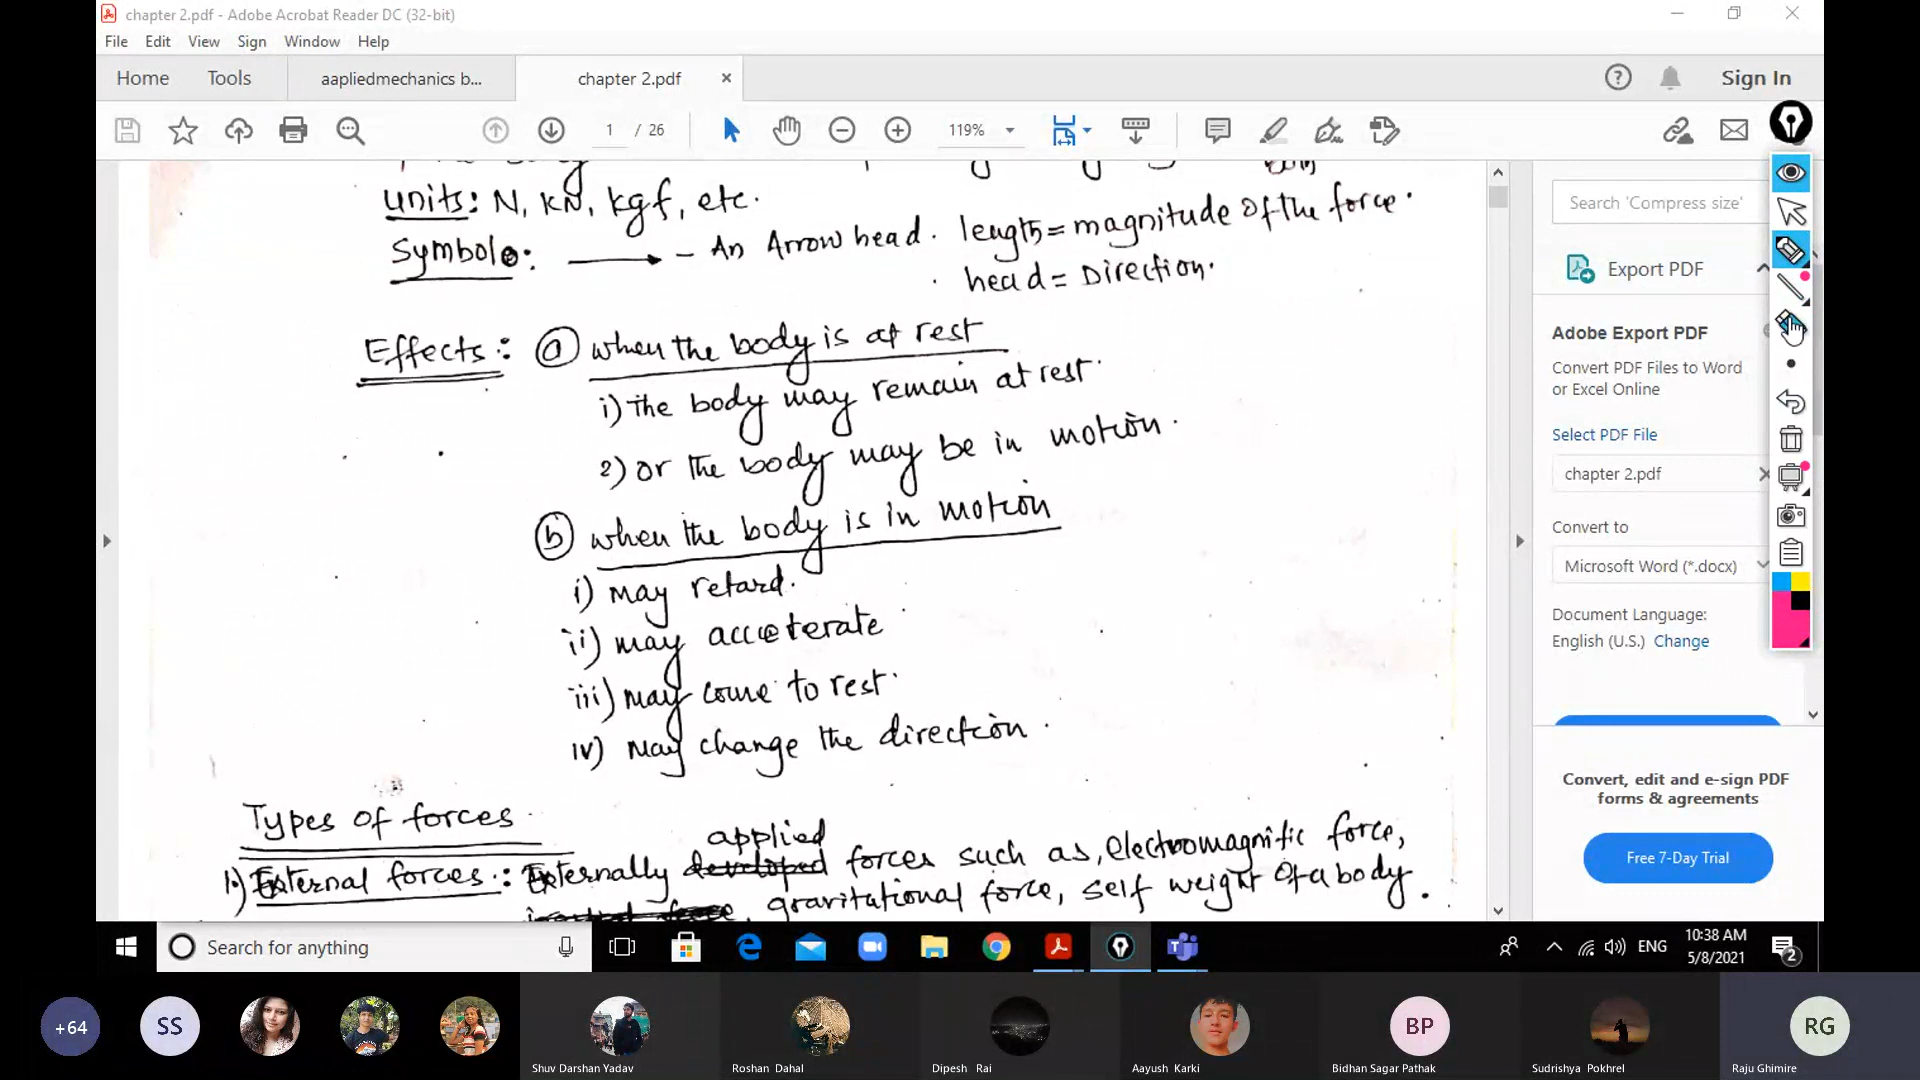 chapter 2.pdf - Adobe Acrobat Reader DC (32-bit)
File Edit View Sign Window Help
Home Tools aapliedmechanics b... chapter 2.pdf Sign In
1 / 26 119%
units: N, KN, kgf, etc.
symbol: - An Arrow head. length = magnitude of the force.
head = Direction.
Effects: a when the body is at rest
i) The body may remain at rest.
2) or the body may be in motion.
b when the body is in motion
i) may retard.
ii) may accelerate
iii) may come to rest.
iv) may change the direction.
Types of forces
applied
1.) External forces: Externally developed forces such as, electromagnific force,
, gravitational force, self weight of a body.
Search 'Compress size'
Export PDF
Adobe Export PDF
Convert PDF Files to Word
or Excel Online
Select PDF File
chapter 2.pdf
Convert to
Microsoft Word (*.docx)
Document Language:
English (U.S.) Change
Convert, edit and e-sign PDF
forms & agreements
Free 7-Day Trial
Search for anything
ENG
10:38 AM
5/8/2021
2
+64
SS
Shuv Darshan Yadav
Roshan Dahal
Dipesh Rai
Aayush Karki
BP
Bidhan Sagar Pathak
Sudrishya Pokhrel
RG
Raju Ghimire